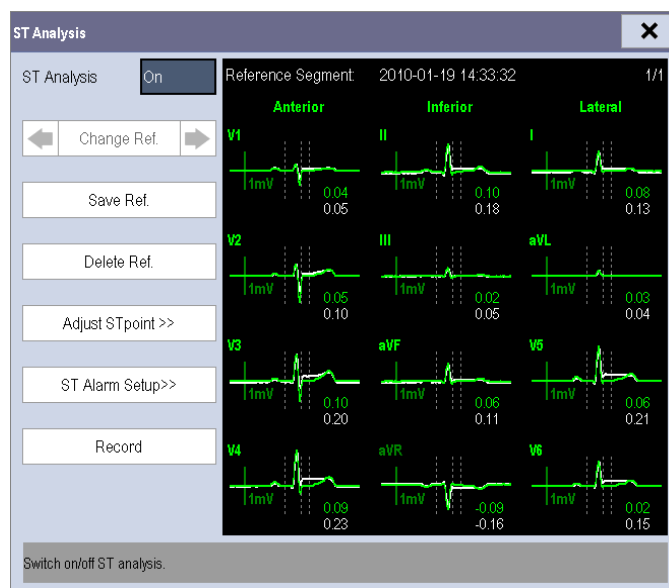 ST Analysis
ST Analysis On
Change Ref.
Save Ref.
Delete Ref.
Adjust STpoint >>
ST Alarm Setup>>
Record
Reference Segment: 2010-01-19 14:33:32 1/1
Anterior Inferior Lateral
V1 II I
1mV 1mV 1mV
0.04 0.10 0.08
0.05 0.18 0.13
V2 III aVL
1mV 1mV 1mV
0.05 0.02 0.03
0.10 0.05 0.04
V3 aVF V5
1mV 1mV 1mV
0.10 0.06 0.06
0.20 0.11 0.21
V4 aVR V6
1mV 1mV 1mV
0.09 -0.09 0.02
0.23 -0.16 0.15
Switch on/off ST analysis.